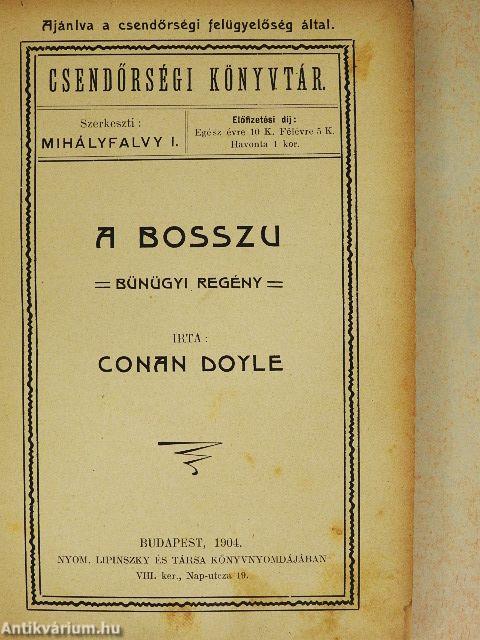 Ajánlva a csendőrségi felügyelőség által.
CSENDŐRSÉGI KÖNYVTÁR.
Szerkeszti:
MIHÁLYFALVY I.
Előfizetési díj:
Egész évre 10 K. Félévre 5 K.
Havonta 1 kor.
A BOSSZU
BÜNÜGYI REGÉNY
IRTA:
CONAN DOYLE
BUDAPEST, 1904.
NYOM. LIPINSZKY ÉS TÁRSA KÖNYVNYOMDÁJÁBAN
VIII. ker., Nap-utcza 19.
Antikvárium.hu